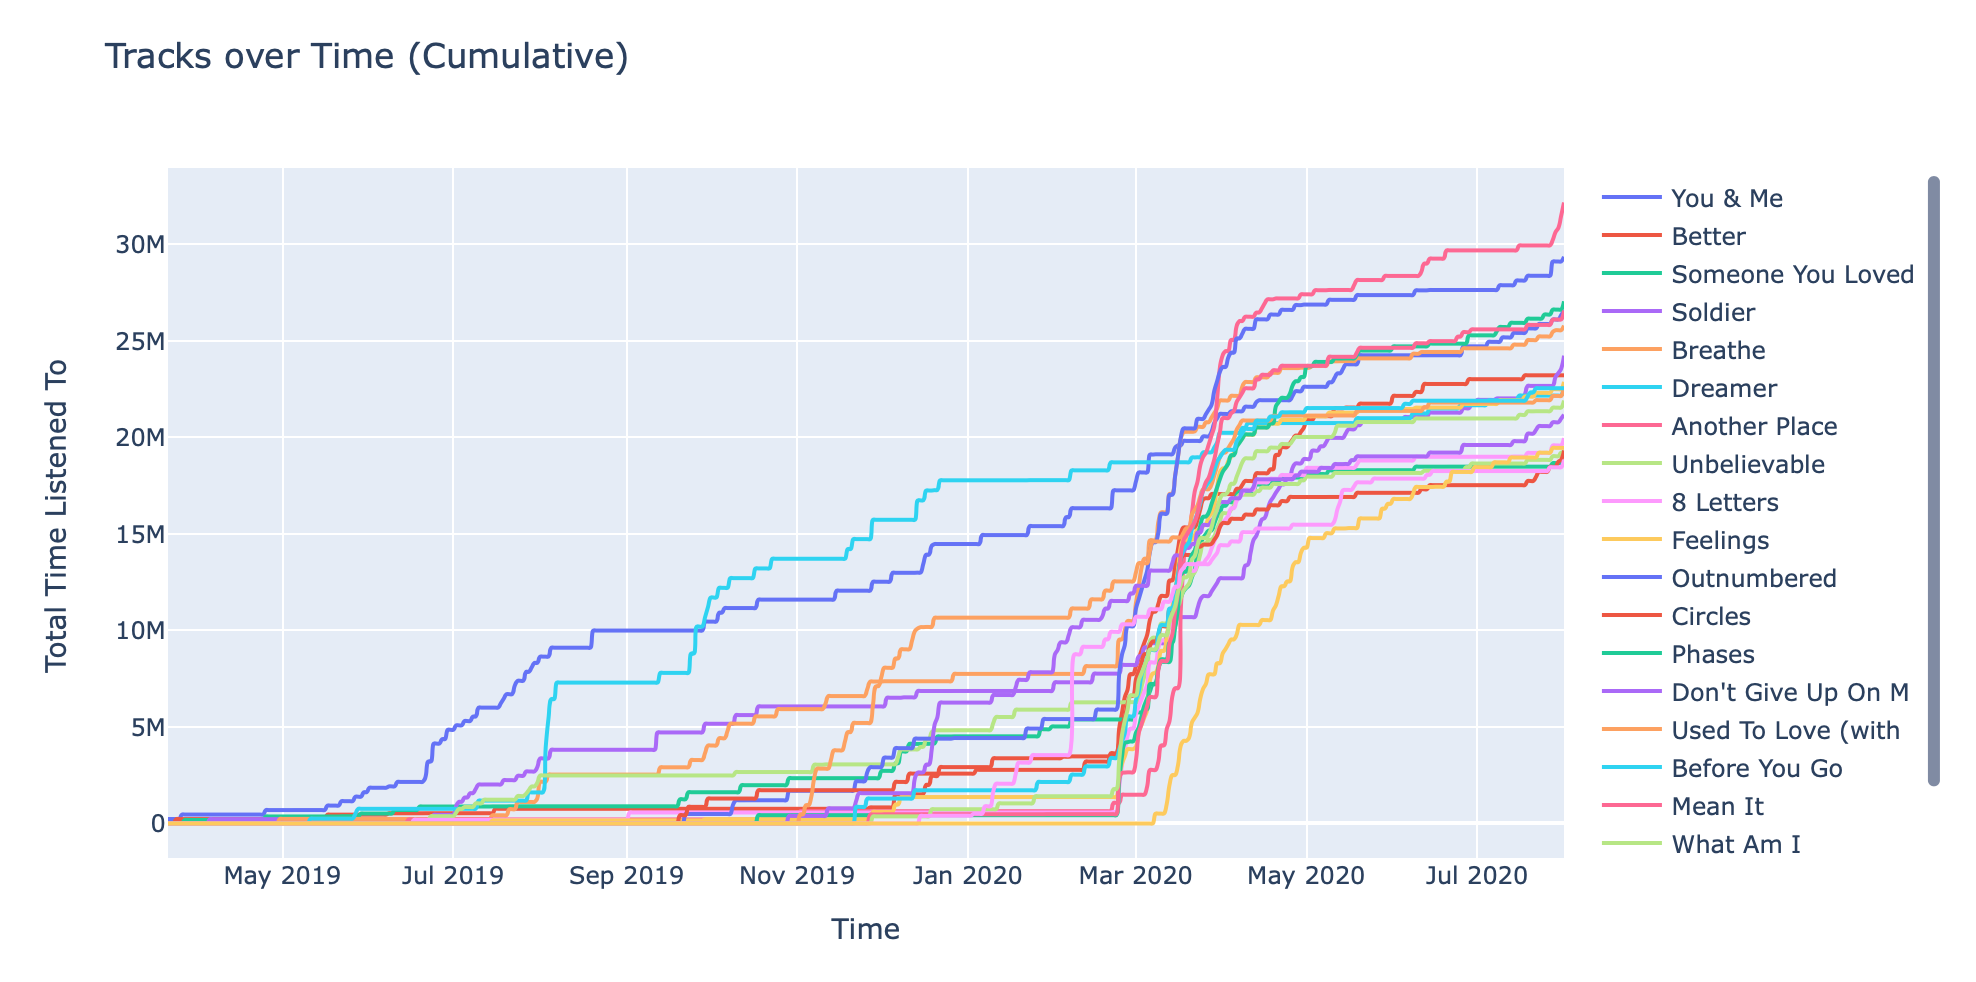 Tracks over Time (Cumulative)
Total Time Listened To
30M
25M
20M
15M
10M
5M
0
May 2019
Jul 2019
Sep 2019
Nov 2019
Jan 2020
Mar 2020
May 2020
Jul 2020
Time
You & Me
Better
Someone You Loved
Soldier
Breathe
Dreamer
Another Place
Unbelievable
8 Letters
Feelings
Outnumbered
Circles
Phases
Don't Give Up On M
Used To Love (with
Before You Go
Mean It
What Am I